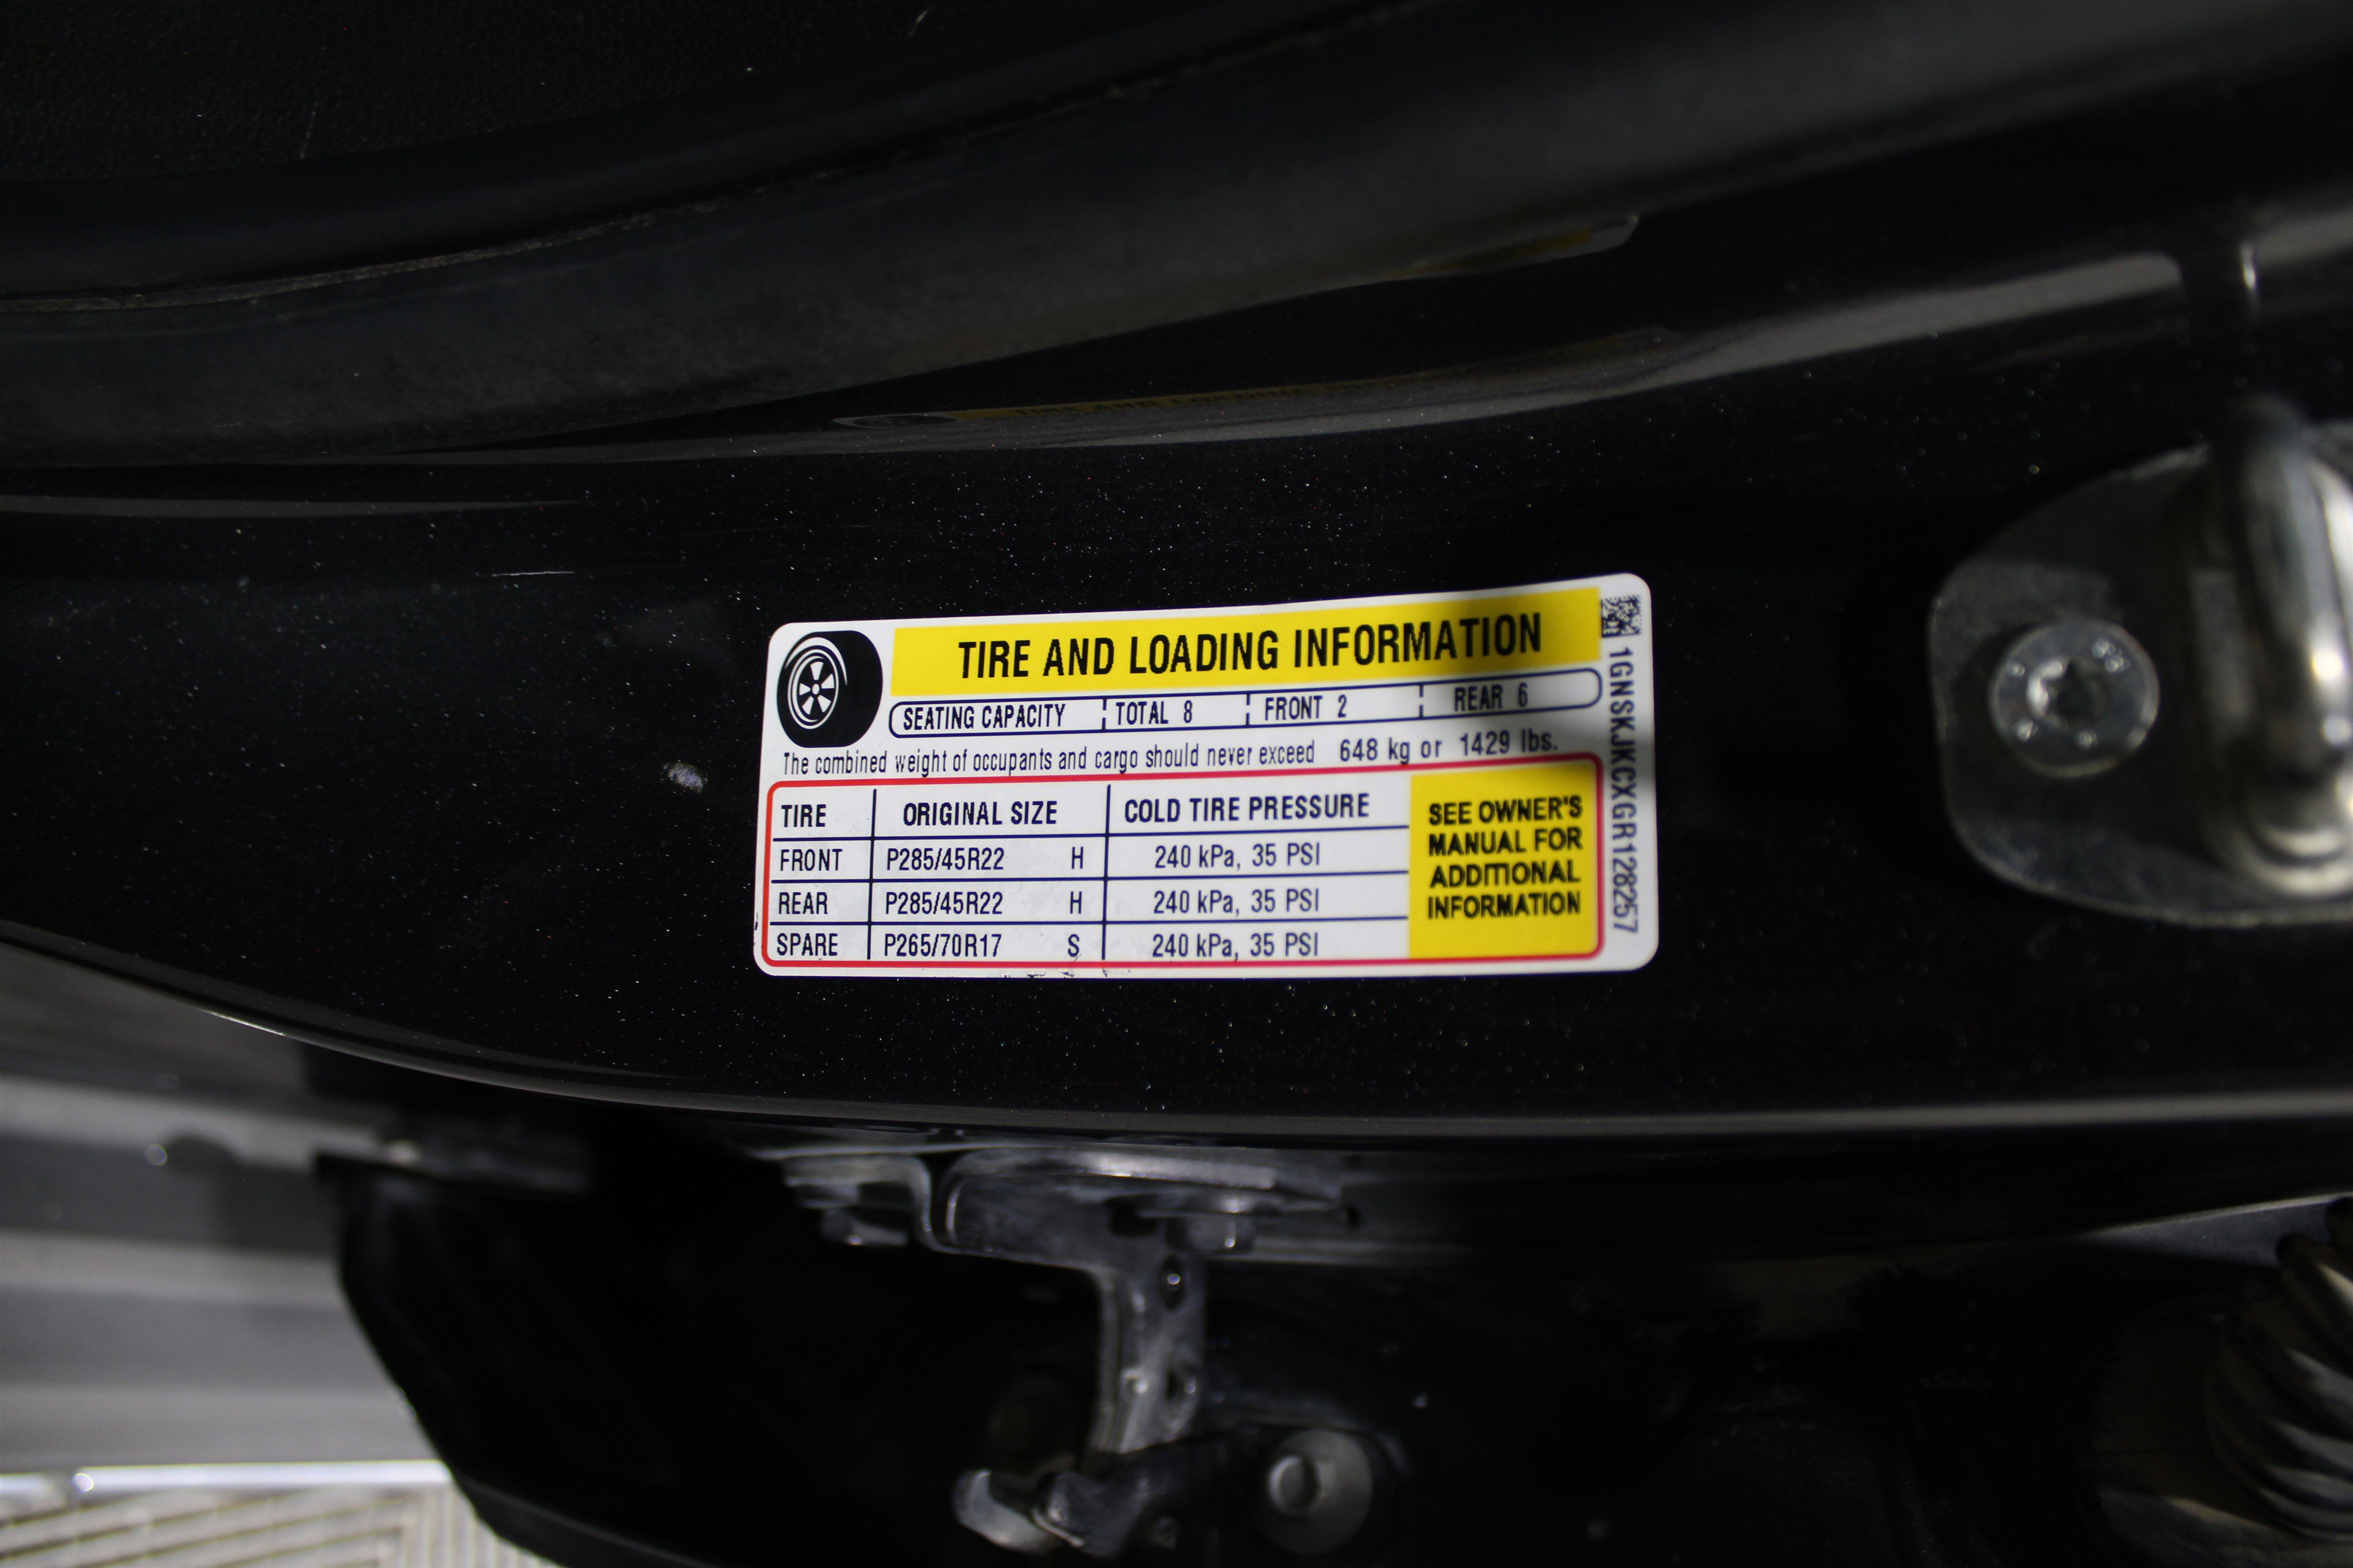 TIRE AND LOADING INFORMATION
SEATING CAPACITY TOTAL 8 FRONT 2 REAR 6
The combined weight of occupants and cargo should never exceed 648 kg or 1429 lbs.
TIRE ORIGINAL SIZE COLD TIRE PRESSURE
FRONT P285/45R22 H 240 kPa, 35 PSI
REAR P285/45R22 H 240 kPa, 35 PSI
SPARE P265/70R17 S 240 kPa, 35 PSI
SEE OWNER'S
MANUAL FOR
ADDITIONAL
INFORMATION
1GNSKJKCXGR128257